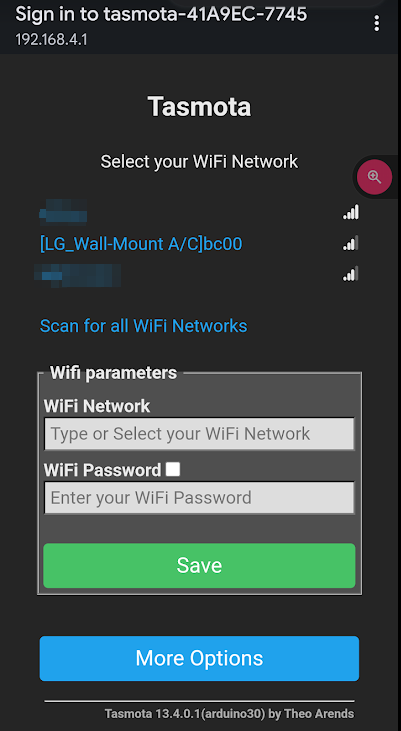 Sign in to tasmota-41A9EC-7745
192.168.4.1
Tasmota
Select your WiFi Network
[LG_Wall-Mount A/C]bc00
Scan for all WiFi Networks
Wifi parameters
WiFi Network
Type or Select your WiFi Network
WiFi Password
Enter your WiFi Password
Save
More Options
Tasmota 13.4.0.1(arduino30) by Theo Arends